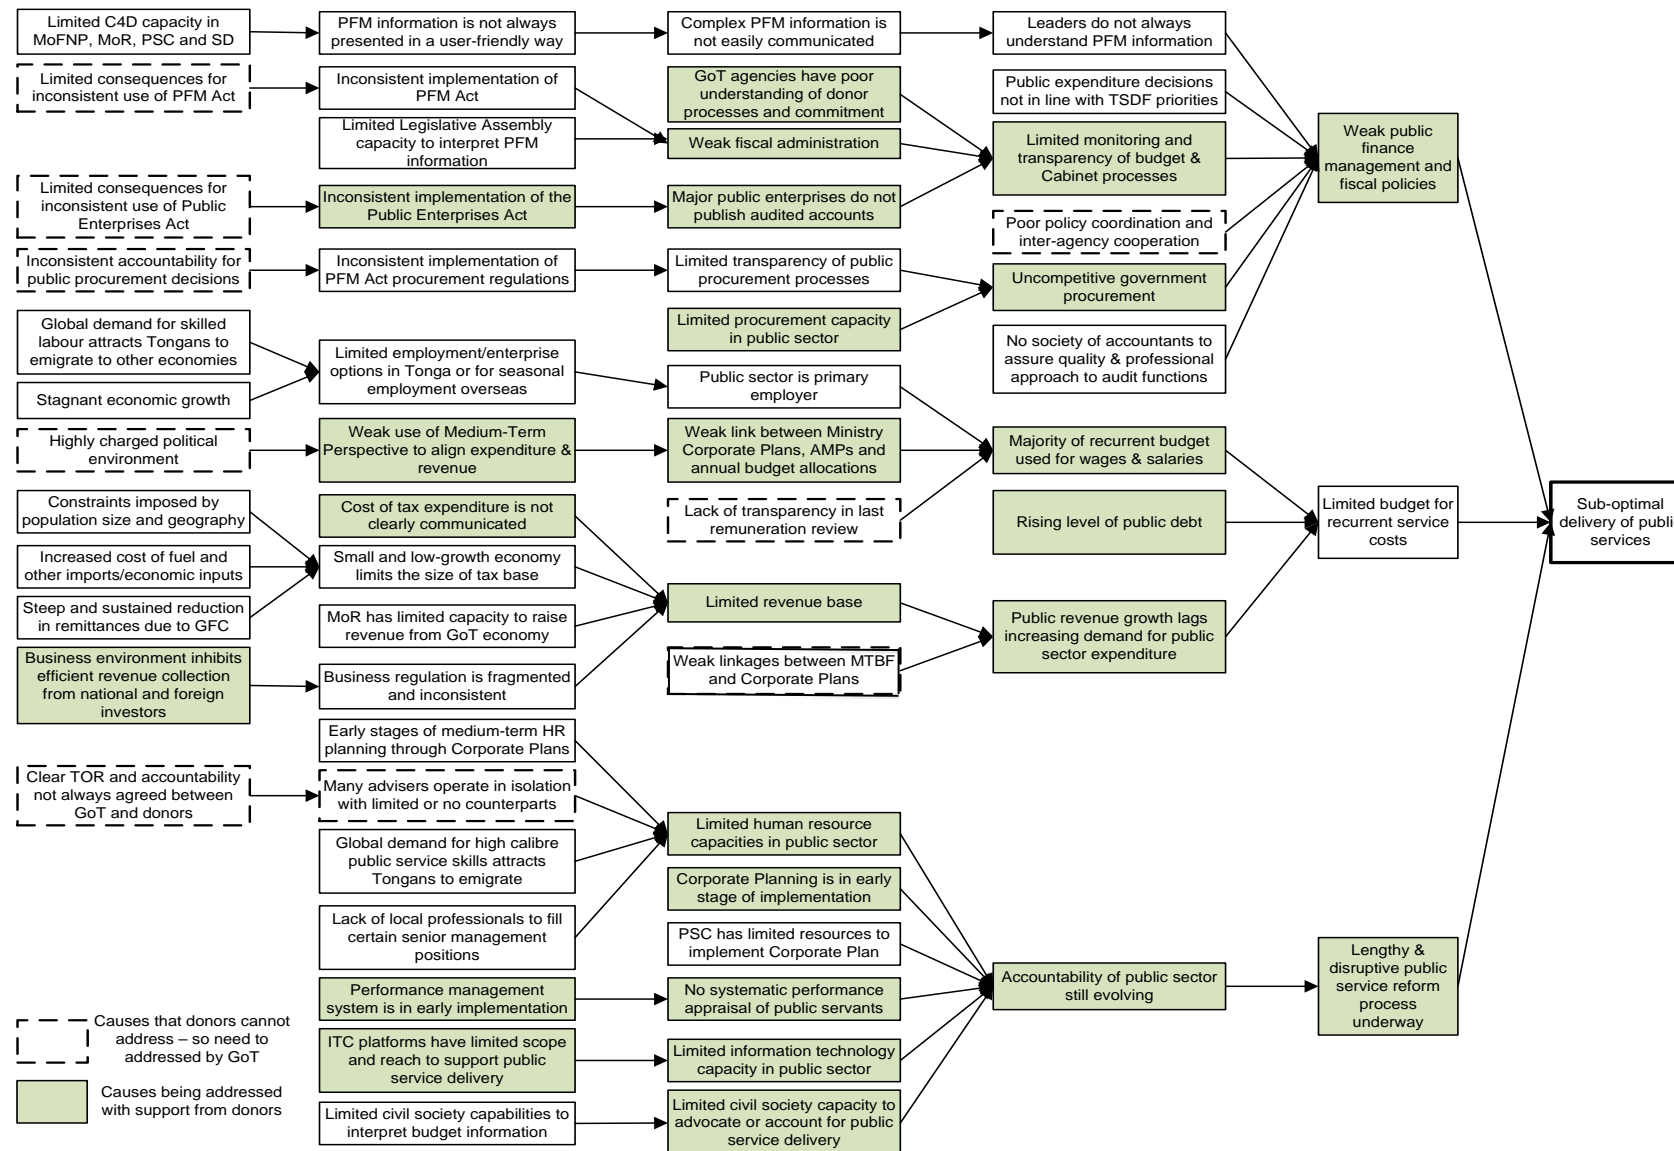 Limited C4D capacity in
MoFNP, MoR, PSC and SD
PFM information is not always
presented in a user-friendly way
Complex PFM information is
not easily communicated
Leaders do not always
understand PFM information
Limited consequences for
inconsistent use of PFM Act
Inconsistent implementation of
PFM Act
GoT agencies have poor
understanding of donor
processes and commitment
Public expenditure decisions
not in line with TSDF priorities
Limited Legislative Assembly
capacity to interpret PFM
information
Weak fiscal administration
Limited monitoring and
transparency of budget &
Cabinet processes
Weak public
finance
management and
fiscal policies
Limited consequences for
inconsistent use of Public
Enterprises Act
Inconsistent implementation of the
Public Enterprises Act
Major public enterprises do not
publish audited accounts
Poor policy coordination and
inter-agency cooperation
Inconsistent accountability for
public procurement decisions
Inconsistent implementation of
PFM Act procurement regulations
Limited transparency of public
procurement processes
Uncompetitive government
procurement
Global demand for skilled
labour attracts Tongans to
emigrate to other economies
Limited procurement capacity
in public sector
No society of accountants to
assure quality & professional
approach to audit functions
Limited employment/enterprise
options in Tonga or for seasonal
employment overseas
Public sector is primary
employer
Stagnant economic growth
Highly charged political
environment
Weak use of Medium-Term
Perspective to align expenditure &
revenue
Weak link between Ministry
Corporate Plans, AMPs and
annual budget allocations
Majority of recurrent budget
used for wages & salaries
Constraints imposed by
population size and geography
Cost of tax expenditure is not
clearly communicated
Lack of transparency in last
remuneration review
Rising level of public debt
Limited budget for
recurrent service
costs
Sub-optimal
delivery of public
services
Increased cost of fuel and
other imports/economic inputs
Small and low-growth economy
limits the size of tax base
Steep and sustained reduction
in remittances due to GFC
MoR has limited capacity to raise
revenue from GoT economy
Limited revenue base
Public revenue growth lags
increasing demand for public
sector expenditure
Business environment inhibits
efficient revenue collection
from national and foreign
investors
Business regulation is fragmented
and inconsistent
Weak linkages between MTBF
and Corporate Plans
Early stages of medium-term HR
planning through Corporate Plans
Clear TOR and accountability
not always agreed between
GoT and donors
Many advisers operate in isolation
with limited or no counterparts
Limited human resource
capacities in public sector
Global demand for high calibre
public service skills attracts
Tongans to emigrate
Corporate Planning is in early
stage of implementation
Lack of local professionals to fill
certain senior management
positions
PSC has limited resources to
implement Corporate Plan
Accountability of public sector
still evolving
Lengthy &
disruptive public
service reform
process
underway
Performance management
system is in early implementation
No systematic performance
appraisal of public servants
ITC platforms have limited scope
and reach to support public
service delivery
Limited information technology
capacity in public sector
Limited civil society capabilities to
interpret budget information
Limited civil society capacity to
advocate or account for public
service delivery
Causes that donors cannot
address – so need to
addressed by GoT
Causes being addressed
with support from donors